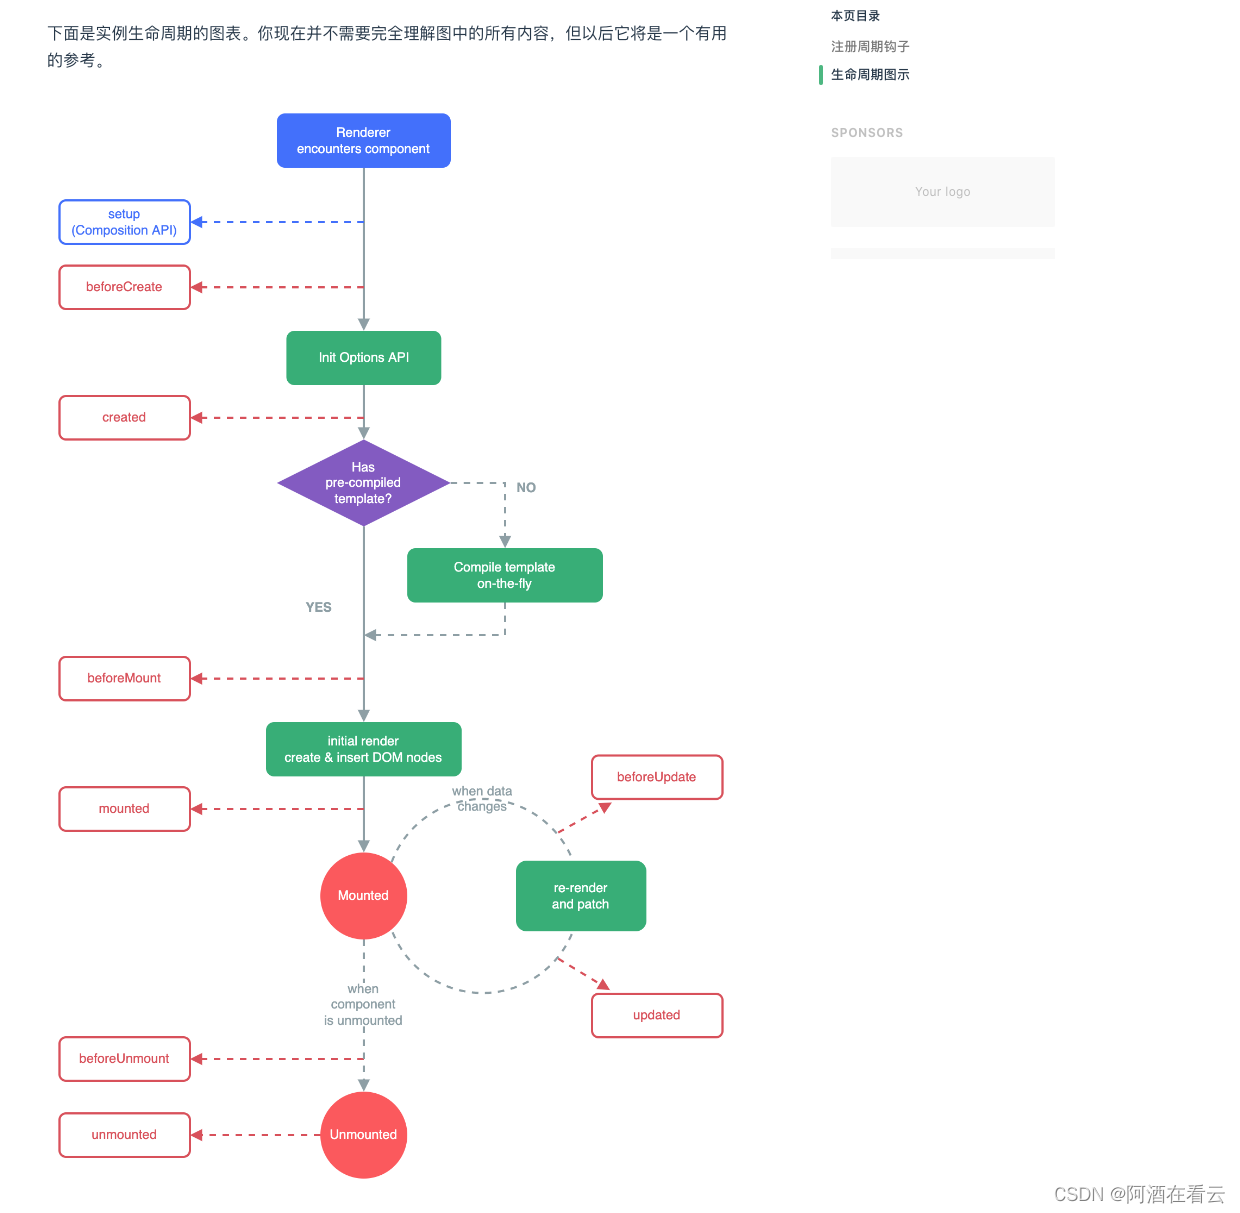 下面是实例生命周期的图表。你现在并不需要完全理解图中的所有内容，但以后它将是一个有用
的参考。
本页目录
注册周期钩子
生命周期图示
SPONSORS
Your logo
Renderer
encounters component
setup
(Composition API)
beforeCreate
Init Options API
created
Has
pre-compiled
template?
NO
Compile template
on-the-fly
YES
beforeMount
initial render
create & insert DOM nodes
beforeUpdate
when data
changes
mounted
Mounted
re-render
and patch
when
component
is unmounted
updated
beforeUnmount
unmounted
Unmounted
CSDN @阿酒在看云